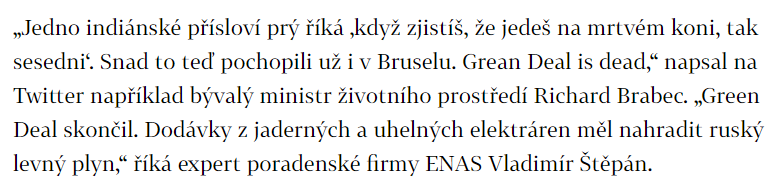 „Jedno indiánské přísloví prý říká ‚když zjistíš, že jedeš na mrtvém koni, tak
sesedni‘. Snad to teď pochopili už i v Bruselu. Grean Deal is dead,“ napsal na
Twitter například bývalý ministr životního prostředí Richard Brabec. „Green
Deal skončil. Dodávky z jaderných a uhelných elektráren měl nahradit ruský
levný plyn,“ říká expert poradenské firmy ENAS Vladimír Štěpán.